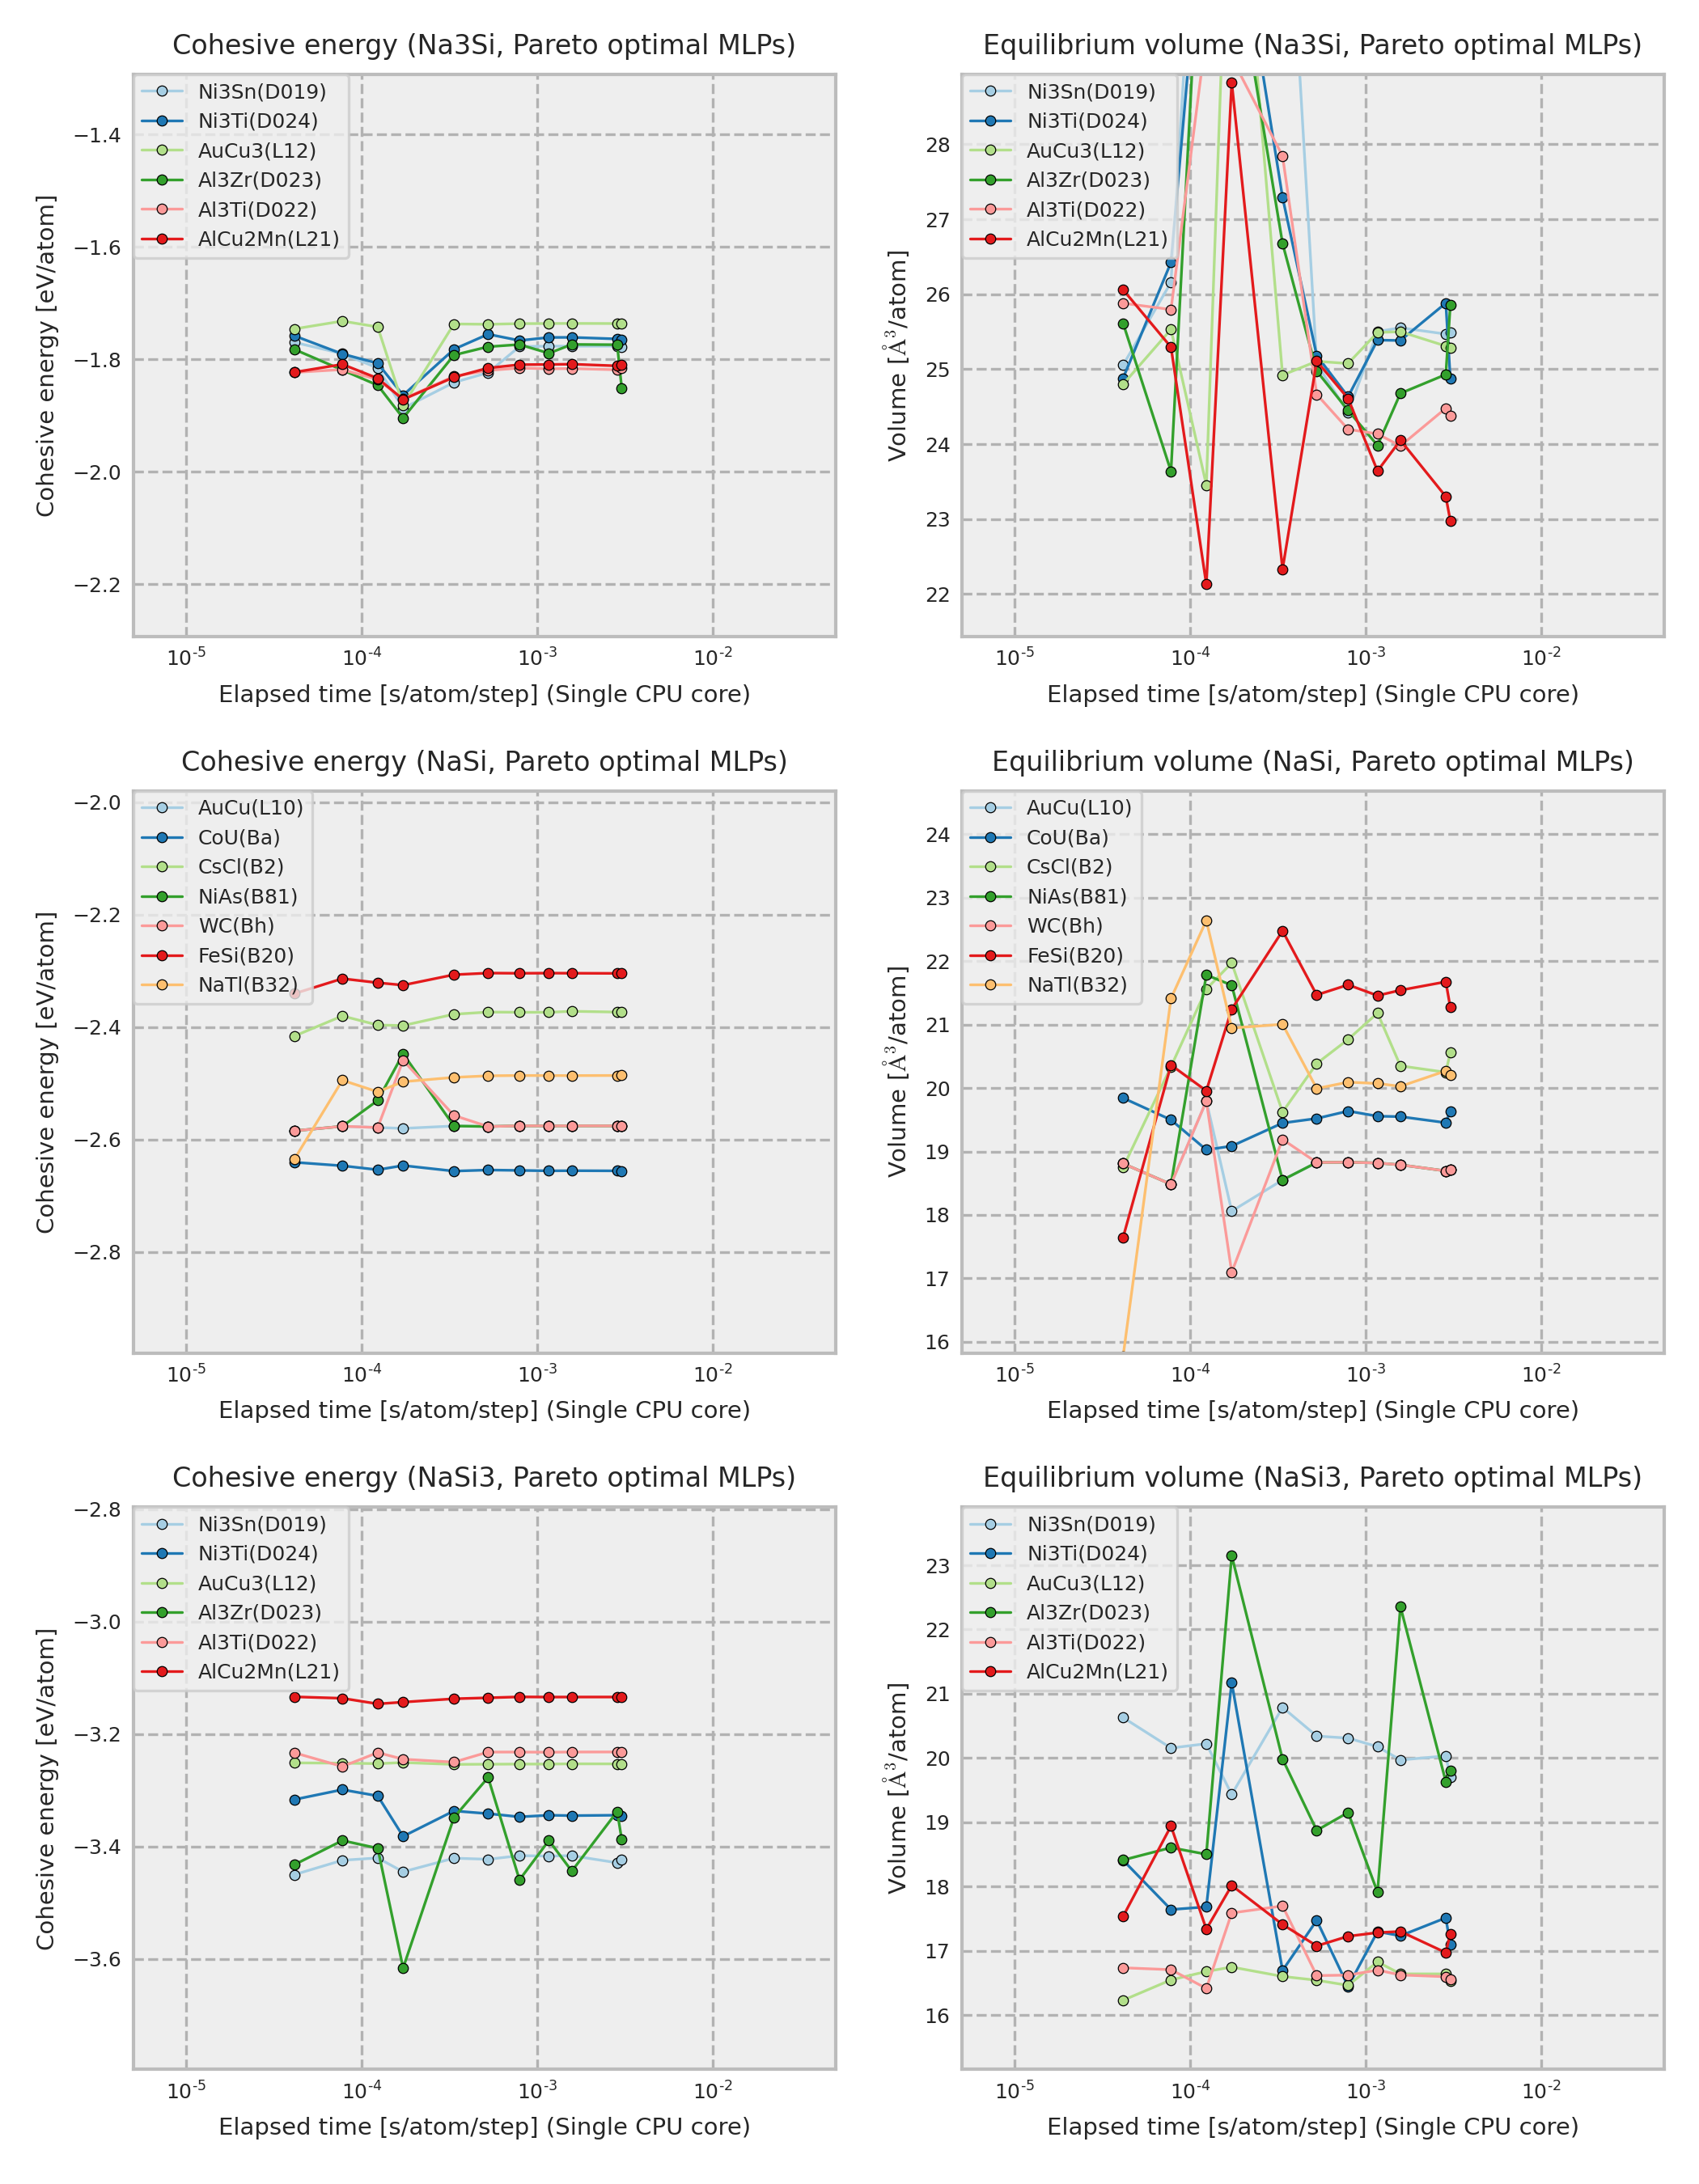 Cohesive energy (Na3Si, Pareto optimal MLPs)
Ni3Sn(D019)
Ni3Ti(D024)
AuCu3(L12)
Al3Zr(D023)
Al3Ti(D022)
AlCu2Mn(L21)
−1.4
−1.6
−1.8
−2.0
−2.2
Cohesive energy [eV/atom]
10-5
10-4
10-3
10-2
Elapsed time [s/atom/step] (Single CPU core)
Equilibrium volume (Na3Si, Pareto optimal MLPs)
Ni3Sn(D019)
Ni3Ti(D024)
AuCu3(L12)
Al3Zr(D023)
Al3Ti(D022)
AlCu2Mn(L21)
28
27
26
25
24
23
22
Volume [Å3/atom]
10-5
10-4
10-3
10-2
Elapsed time [s/atom/step] (Single CPU core)
Cohesive energy (NaSi, Pareto optimal MLPs)
AuCu(L10)
CoU(Ba)
CsCl(B2)
NiAs(B81)
WC(Bh)
FeSi(B20)
NaTl(B32)
−2.0
−2.2
−2.4
−2.6
−2.8
Cohesive energy [eV/atom]
10-5
10-4
10-3
10-2
Elapsed time [s/atom/step] (Single CPU core)
Equilibrium volume (NaSi, Pareto optimal MLPs)
AuCu(L10)
CoU(Ba)
CsCl(B2)
NiAs(B81)
WC(Bh)
FeSi(B20)
NaTl(B32)
24
23
22
21
20
19
18
17
16
Volume [Å3/atom]
10-5
10-4
10-3
10-2
Elapsed time [s/atom/step] (Single CPU core)
Cohesive energy (NaSi3, Pareto optimal MLPs)
Ni3Sn(D019)
Ni3Ti(D024)
AuCu3(L12)
Al3Zr(D023)
Al3Ti(D022)
AlCu2Mn(L21)
−2.8
−3.0
−3.2
−3.4
−3.6
Cohesive energy [eV/atom]
10-5
10-4
10-3
10-2
Elapsed time [s/atom/step] (Single CPU core)
Equilibrium volume (NaSi3, Pareto optimal MLPs)
Ni3Sn(D019)
Ni3Ti(D024)
AuCu3(L12)
Al3Zr(D023)
Al3Ti(D022)
AlCu2Mn(L21)
23
22
21
20
19
18
17
16
Volume [Å3/atom]
10-5
10-4
10-3
10-2
Elapsed time [s/atom/step] (Single CPU core)